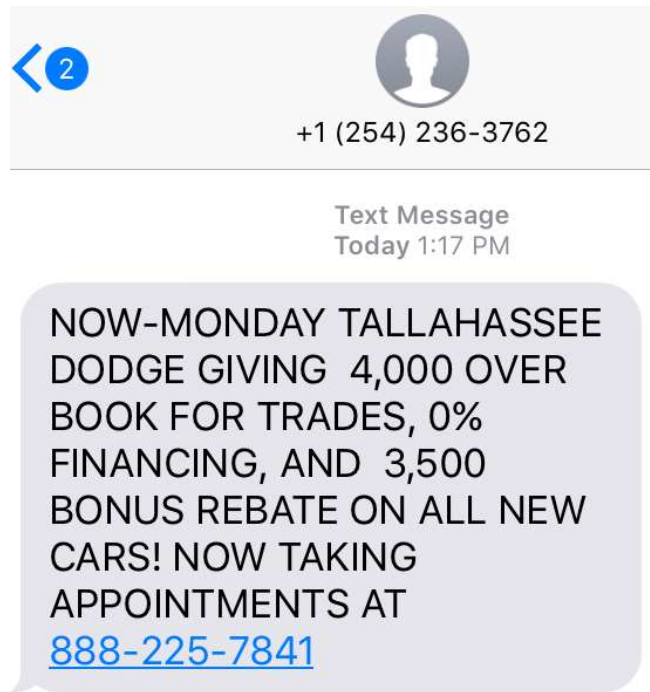 2
+1 (254) 236-3762
Text Message
Today 1:17 PM
NOW-MONDAY TALLAHASSEE
DODGE GIVING  4,000 OVER
BOOK FOR TRADES, 0%
FINANCING, AND  3,500
BONUS REBATE ON ALL NEW
CARS! NOW TAKING
APPOINTMENTS AT
888-225-7841